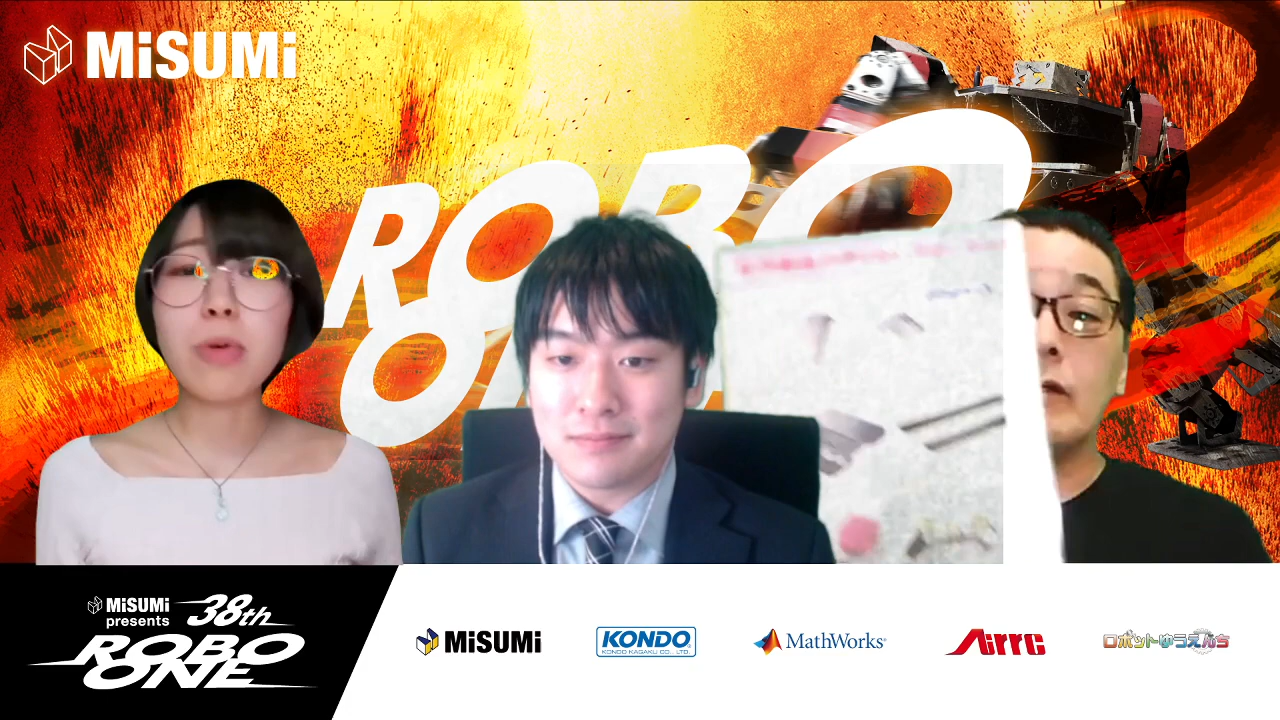 MiSUMi
ROBO
ONE
MiSUMi
presents
38th
ROBO
ONE
MiSUMi
KONDO
KONDO KAGAKU CO., LTD.
MathWorks®
Airrc
ロボットゆうえんち